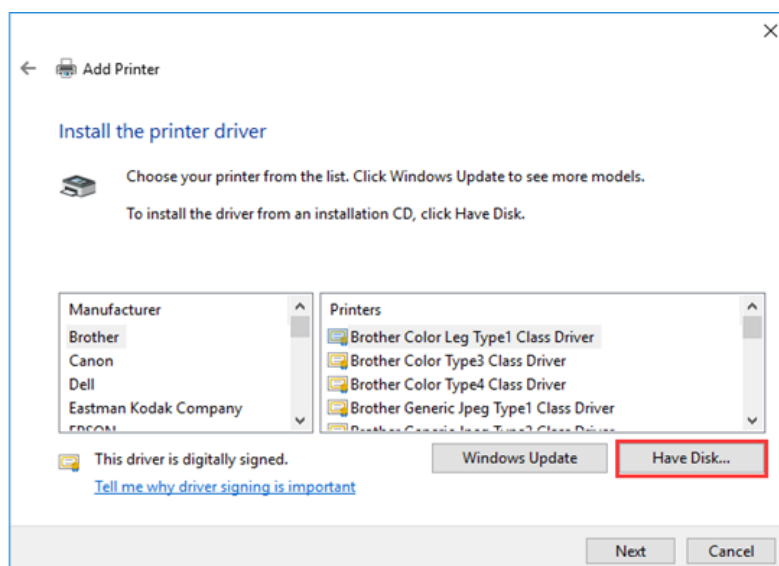 Add Printer
Install the printer driver
Choose your printer from the list. Click Windows Update to see more models.
To install the driver from an installation CD, click Have Disk.
Manufacturer
Brother
Canon
Dell
Eastman Kodak Company
EPSON
Printers
Brother Color Leg Type1 Class Driver
Brother Color Type3 Class Driver
Brother Color Type4 Class Driver
Brother Generic Jpeg Type1 Class Driver
This driver is digitally signed.
Tell me why driver signing is important
Windows Update
Have Disk...
Next
Cancel